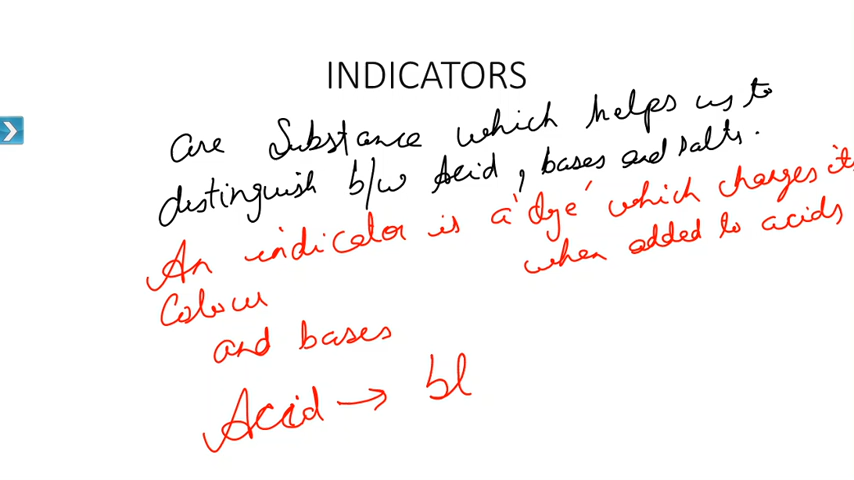 INDICATORS
are Substance which helps us to
distinguish b/w Acid, bases and salts.
An indicator is a 'dye' which changes its
Colour when added to acids
and bases
Acid → bl